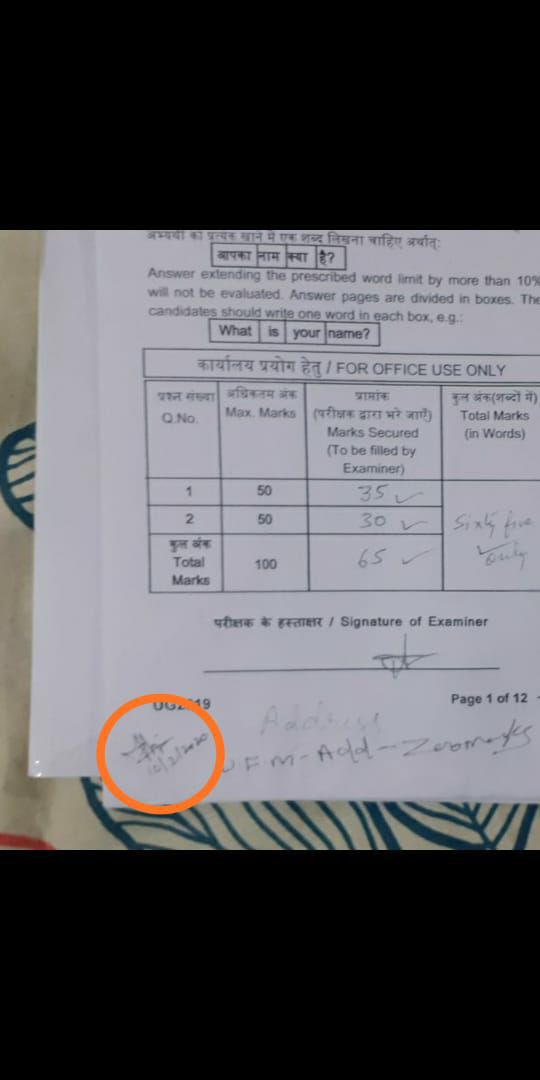 अभ्यर्थी को प्रत्येक खाने में एक शब्द लिखना चाहिए अर्थात्:
आपका नाम क्या है?
Answer extending the prescribed word limit by more than 10%
will not be evaluated. Answer pages are divided in boxes. The
candidates should write one word in each box, e.g.:
What is your name?
कार्यालय प्रयोग हेतु / FOR OFFICE USE ONLY
प्रश्न संख्या
Q.No.
अधिकतम अंक
Max. Marks
प्राप्तांक
(परीक्षक द्वारा भरे जाएँ)
Marks Secured
(To be filled by
Examiner)
कुल अंक(शब्दों में)
Total Marks
(in Words)
1 50 35
2 50 30
Sixty five
only
कुल अंक
Total
Marks
100 65
परीक्षक के हस्ताक्षर / Signature of Examiner
UG2019
Page 1 of 12
Address
10/2/2020
UFM-Add-Zero marks